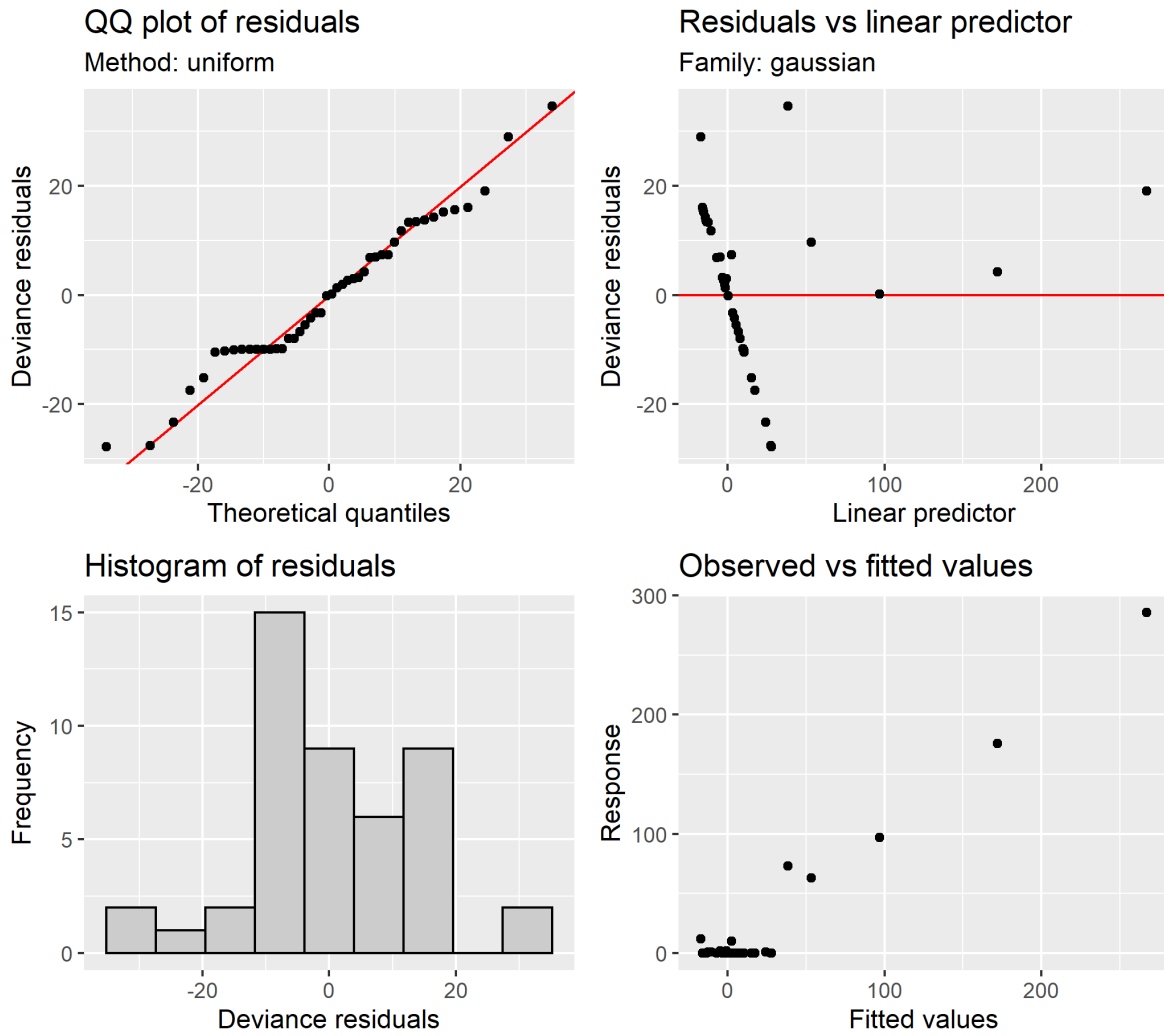 QQ plot of residuals
Method: uniform
Deviance residuals
20
0
-20
-20
0
20
Theoretical quantiles
Residuals vs linear predictor
Family: gaussian
Deviance residuals
20
0
-20
0
100
200
Linear predictor
Histogram of residuals
Frequency
15
10
5
0
-20
0
20
Deviance residuals
Observed vs fitted values
Response
300
200
100
0
0
100
200
Fitted values